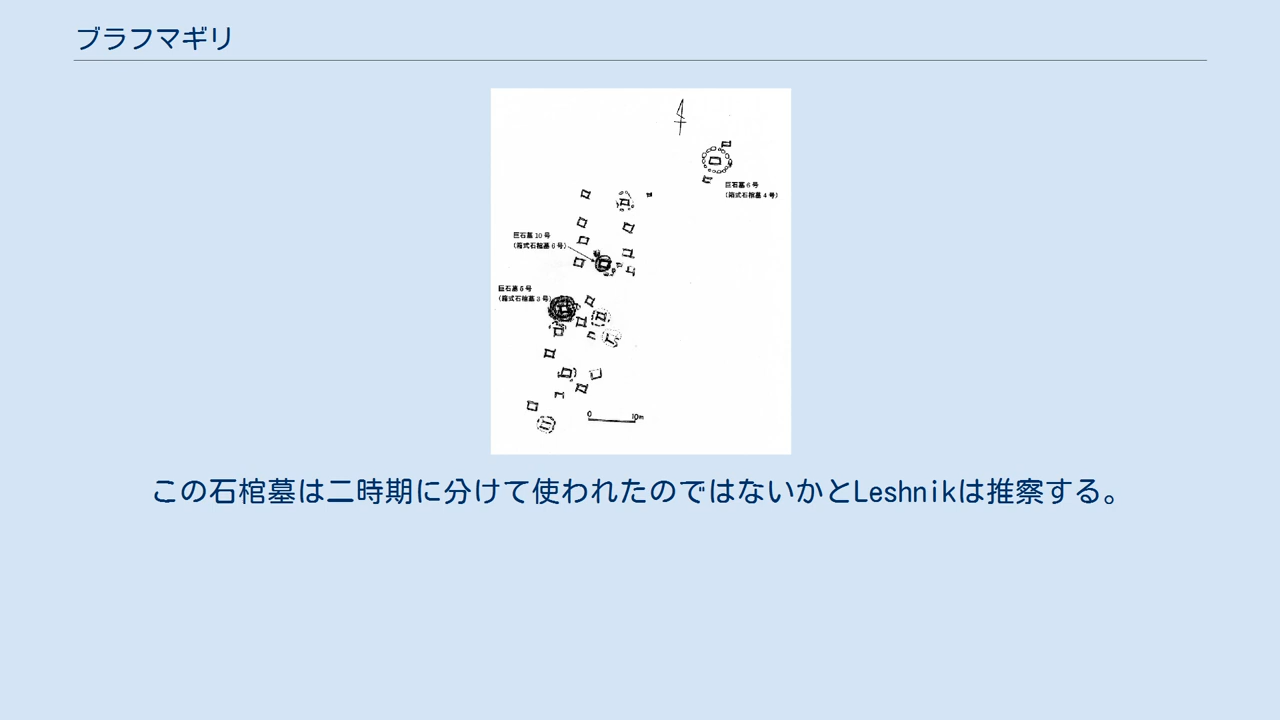 ブラフマギリ
巨石墓6号
(箱式石棺墓4号)
巨石墓10号
(箱式石棺墓6号)
巨石墓5号
(箱式石棺墓3号)
0 10m
この石棺墓は二時期に分けて使われたのではないかとLeshnikは推察する。